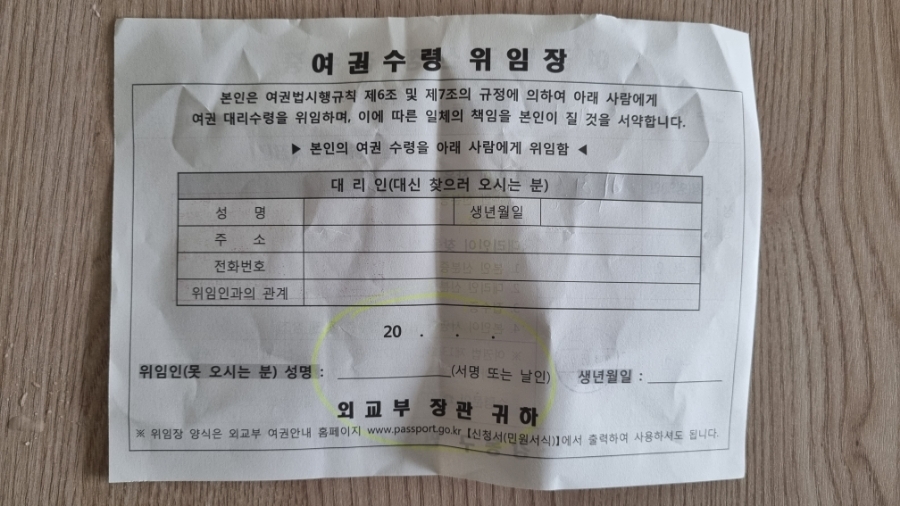 여권수령 위임장
본인은 여권법시행규칙 제6조 및 제7조의 규정에 의하여 아래 사람에게
여권 대리수령을 위임하며, 이에 따른 일체의 책임을 본인이 질 것을 서약합니다.
▶ 본인의 여권 수령을 아래 사람에게 위임함 ◀
대 리 인(대신 찾으러 오시는 분)
성 명 생년월일
주 소
전화번호
위임인과의 관계
20 . . .
위임인(못 오시는 분) 성명 : (서명 또는 날인) 생년월일 :
외교부 장관 귀하
※ 위임장 양식은 외교부 여권안내 홈페이지 www.passport.go.kr【신청서(민원서식)】에서 출력하여 사용하셔도 됩니다.